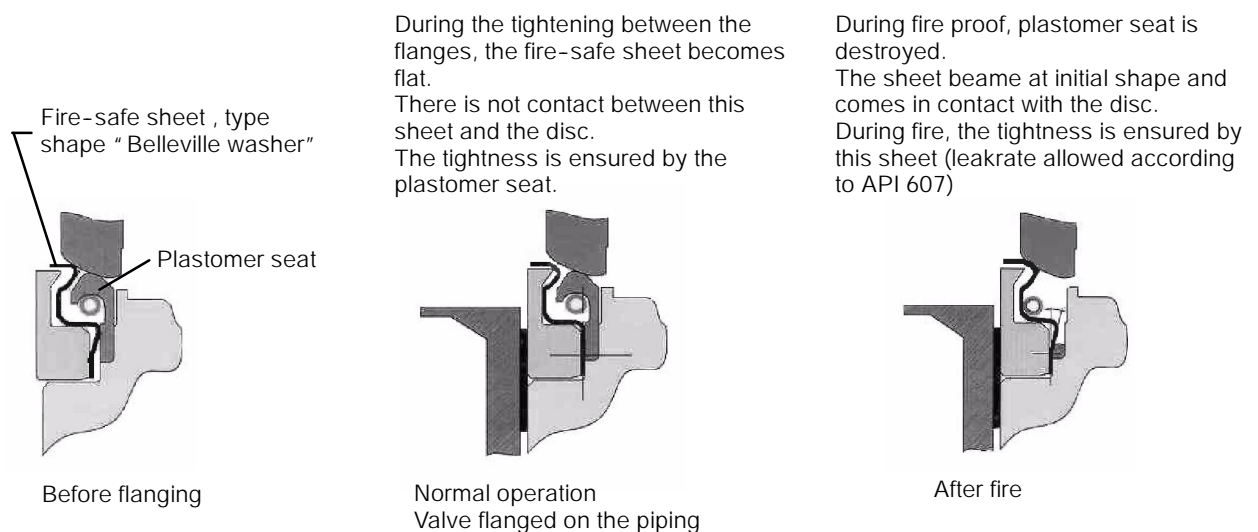 During the tightening between the
flanges, the fire-safe sheet becomes
flat.
There is not contact between this
sheet and the disc.
The tightness is ensured by the
plastomer seat.
During fire proof, plastomer seat is
destroyed.
The sheet beame at initial shape and
comes in contact with the disc.
During fire, the tightness is ensured by
this sheet (leakrate allowed according
to API 607)
Fire-safe sheet , type
shape " Belleville washer"
Plastomer seat
Before flanging
Normal operation
Valve flanged on the piping
After fire